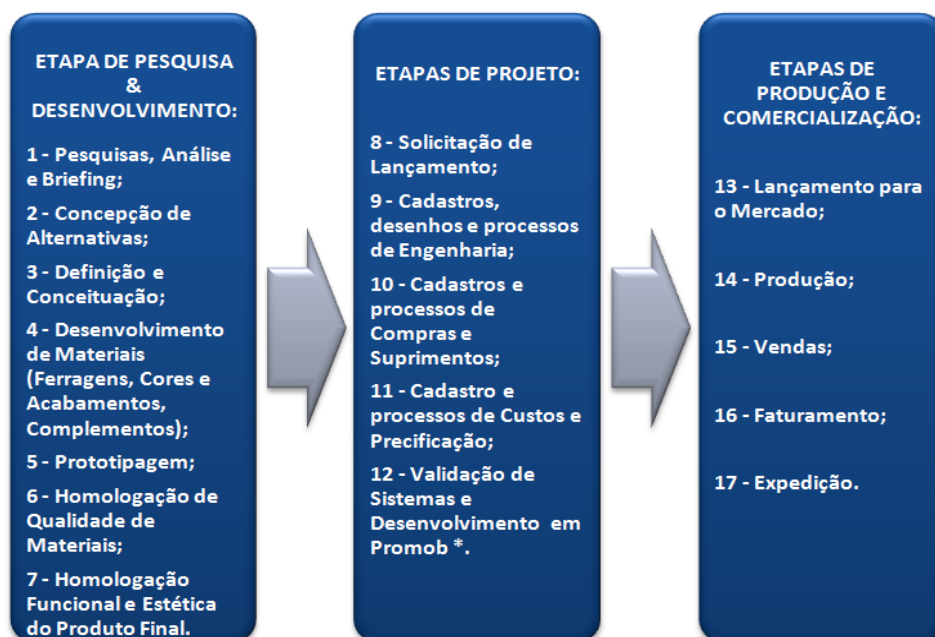 ETAPA DE PESQUISA
&
DESENVOLVIMENTO:
1 - Pesquisas, Análise
e Briefing;
2 - Concepção de
Alternativas;
3 - Definição e
Conceituação;
4 - Desenvolvimento
de Materiais
(Ferragens, Cores e
Acabamentos,
Complementos);
5 - Prototipagem;
6 - Homologação de
Qualidade de
Materiais;
7 - Homologação
Funcional e Estética
do Produto Final.
ETAPAS DE PROJETO:
8 - Solicitação de
Lançamento;
9 - Cadastros,
desenhos e processos
de Engenharia;
10 - Cadastros e
processos de
Compras e
Suprimentos;
11 - Cadastro e
processos de Custos e
Precificação;
12 - Validação de
Sistemas e
Desenvolvimento em
Promob *.
ETAPAS DE
PRODUÇÃO E
COMERCIALIZAÇÃO:
13 - Lançamento para
o Mercado;
14 - Produção;
15 - Vendas;
16 - Faturamento;
17 - Expedição.